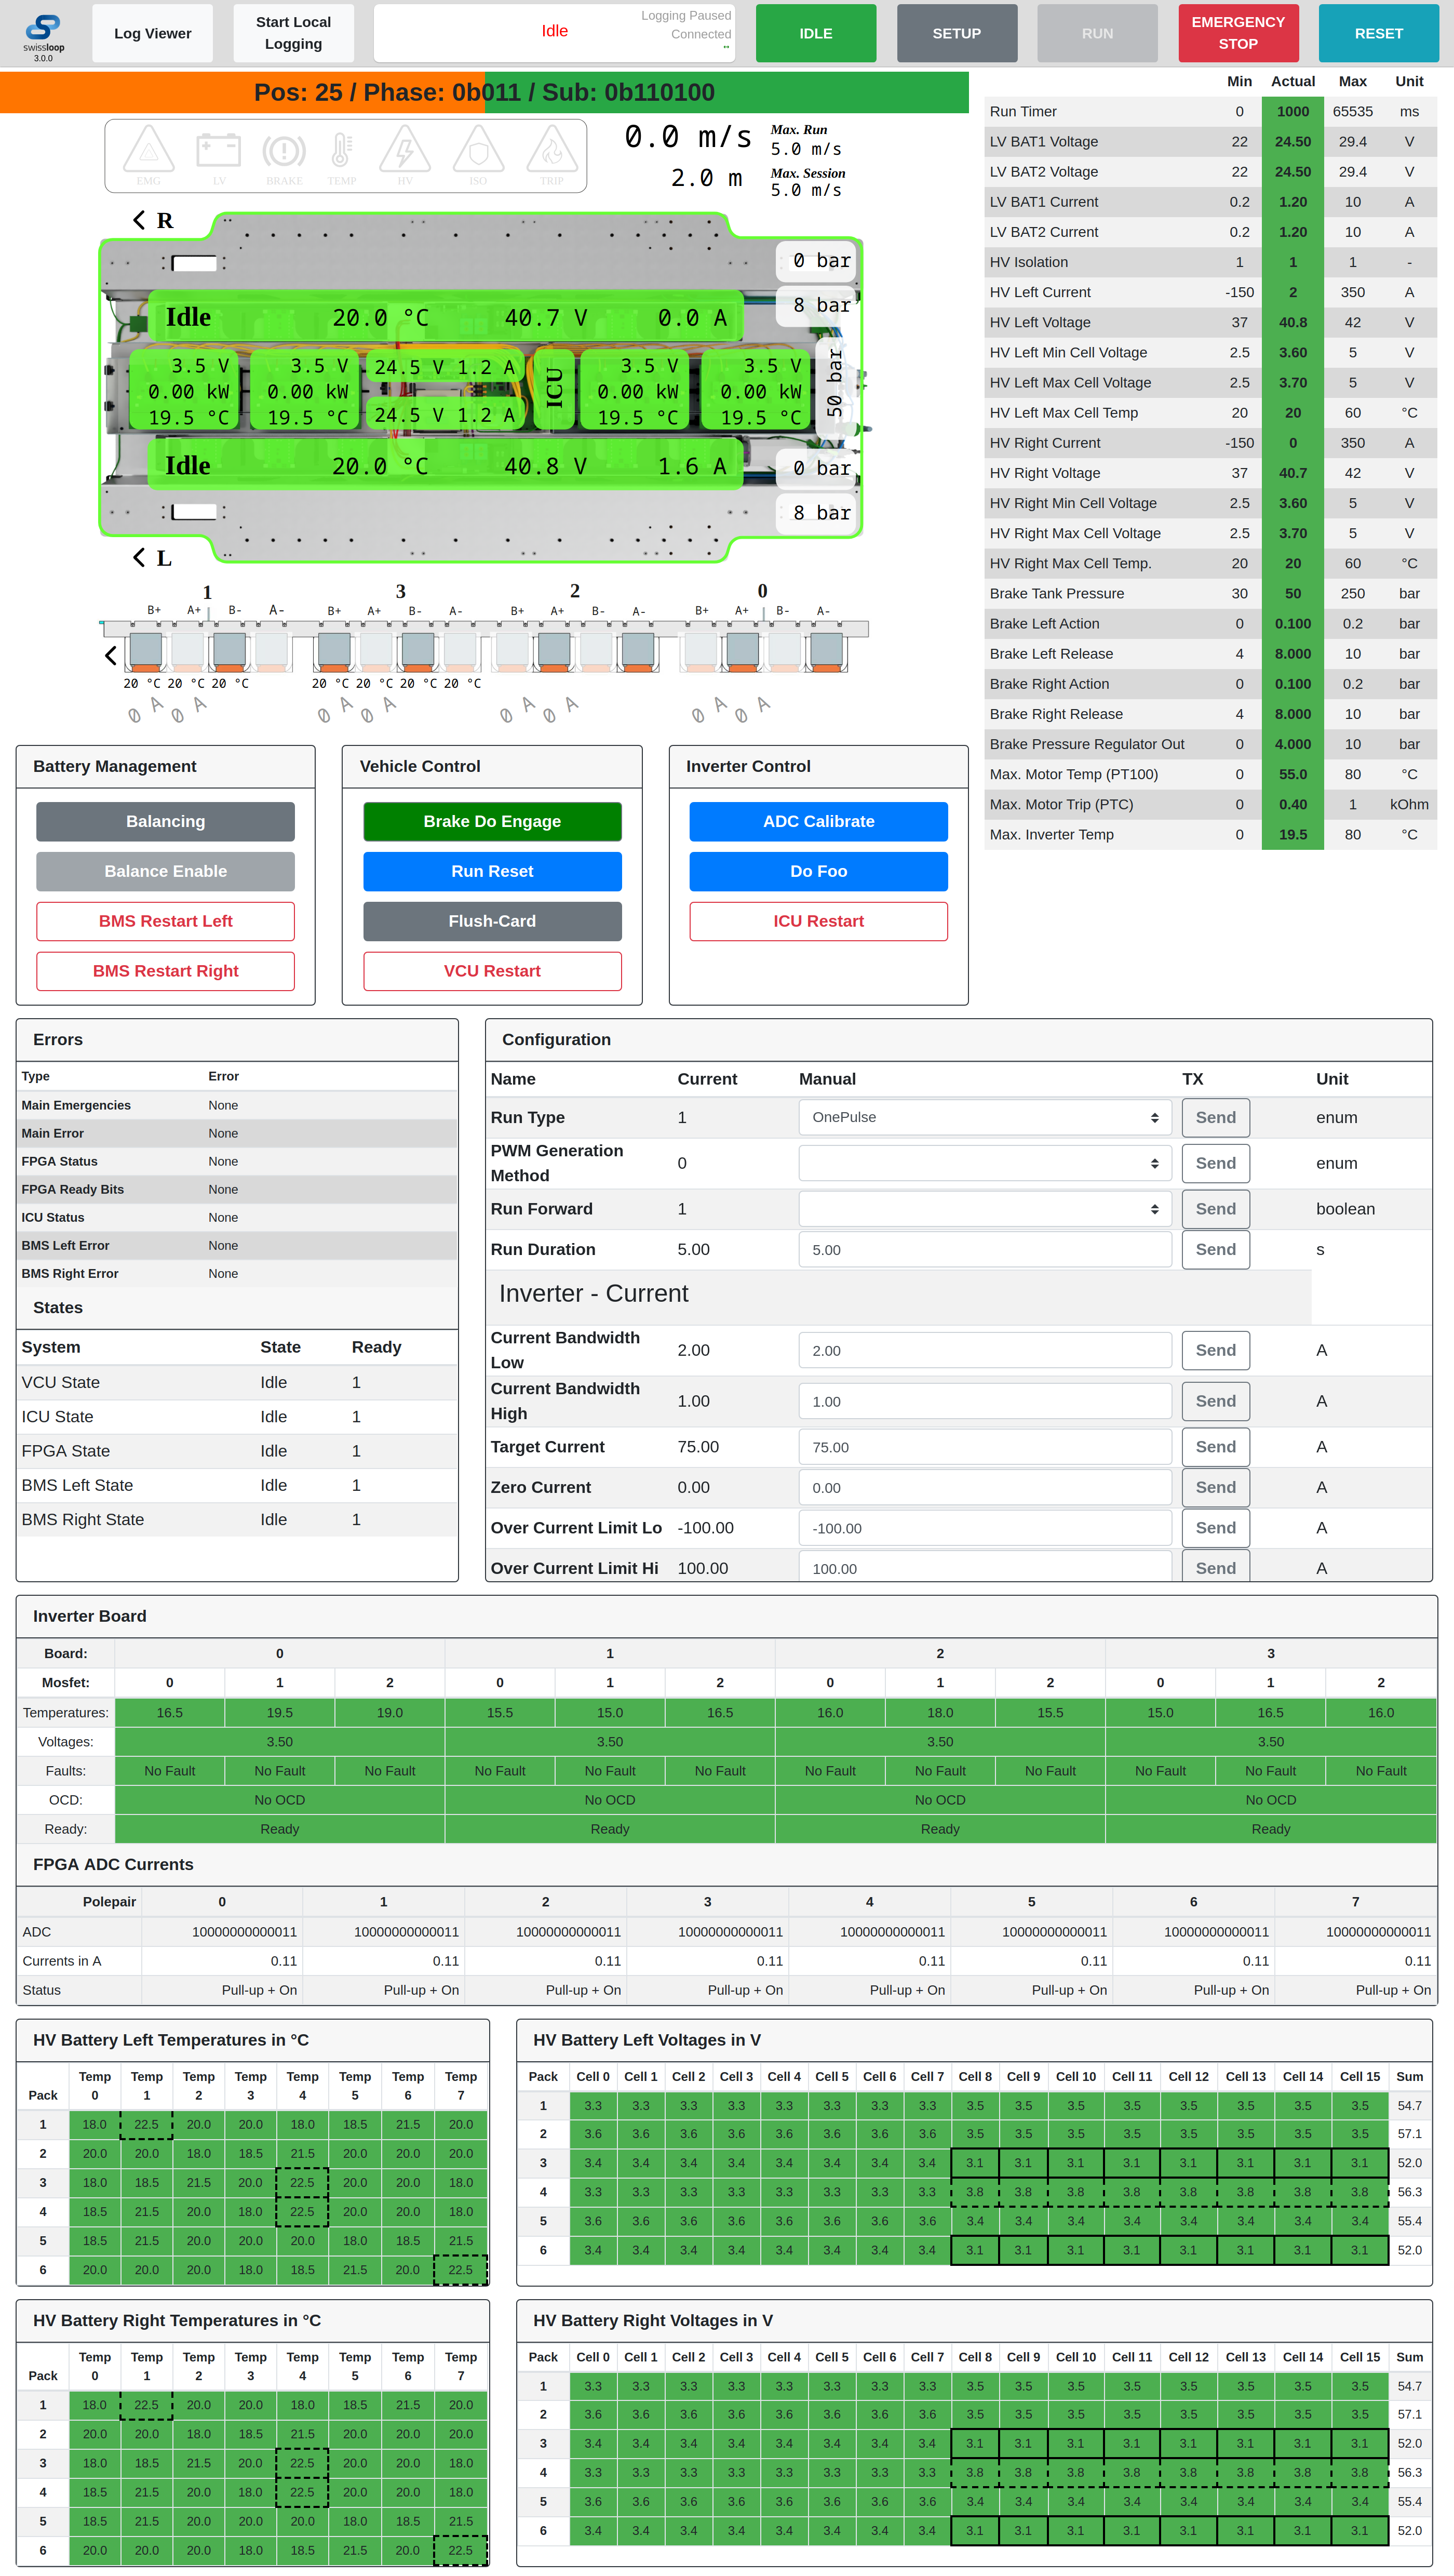 swissloop
3.0.0
Log Viewer
Start Local
Logging
Idle
Logging Paused
Connected
IDLE
SETUP
RUN
EMERGENCY
STOP
RESET
Pos: 25 / Phase: 0b011 / Sub: 0b110100
EMG LV BRAKE TEMP HV ISO TRIP
0.0 m/s Max. Run
5.0 m/s
2.0 m Max. Session
5.0 m/s
R
0 bar
8 bar
Idle 20.0 °C 40.7 V 0.0 A
3.5 V 3.5 V 24.5 V 1.2 A ICU 3.5 V 3.5 V 50 bar
0.00 kW 0.00 kW 0.00 kW 0.00 kW
19.5 °C 19.5 °C 24.5 V 1.2 A 19.5 °C 19.5 °C
Idle 20.0 °C 40.8 V 1.6 A
0 bar
8 bar
L
1 3 2 0
B+ A+ B- A- B+ A+ B- A- B+ A+ B- A- B+ A+ B- A-
20 °C 20 °C 20 °C 20 °C 20 °C 20 °C 20 °C
0 A 0 A 0 A 0 A 0 A 0 A 0 A 0 A
Min Actual Max Unit
Run Timer 0 1000 65535 ms
LV BAT1 Voltage 22 24.50 29.4 V
LV BAT2 Voltage 22 24.50 29.4 V
LV BAT1 Current 0.2 1.20 10 A
LV BAT2 Current 0.2 1.20 10 A
HV Isolation 1 1 1 -
HV Left Current -150 2 350 A
HV Left Voltage 37 40.8 42 V
HV Left Min Cell Voltage 2.5 3.60 5 V
HV Left Max Cell Voltage 2.5 3.70 5 V
HV Left Max Cell Temp 20 20 60 °C
HV Right Current -150 0 350 A
HV Right Voltage 37 40.7 42 V
HV Right Min Cell Voltage 2.5 3.60 5 V
HV Right Max Cell Voltage 2.5 3.70 5 V
HV Right Max Cell Temp. 20 20 60 °C
Brake Tank Pressure 30 50 250 bar
Brake Left Action 0 0.100 0.2 bar
Brake Left Release 4 8.000 10 bar
Brake Right Action 0 0.100 0.2 bar
Brake Right Release 4 8.000 10 bar
Brake Pressure Regulator Out 0 4.000 10 bar
Max. Motor Temp (PT100) 0 55.0 80 °C
Max. Motor Trip (PTC) 0 0.40 1 kOhm
Max. Inverter Temp 0 19.5 80 °C
Battery Management
Balancing
Balance Enable
BMS Restart Left
BMS Restart Right
Vehicle Control
Brake Do Engage
Run Reset
Flush-Card
VCU Restart
Inverter Control
ADC Calibrate
Do Foo
ICU Restart
Errors
Type Error
Main Emergencies None
Main Error None
FPGA Status None
FPGA Ready Bits None
ICU Status None
BMS Left Error None
BMS Right Error None
States
System State Ready
VCU State Idle 1
ICU State Idle 1
FPGA State Idle 1
BMS Left State Idle 1
BMS Right State Idle 1
Configuration
Name Current Manual TX Unit
Run Type 1 OnePulse Send enum
PWM Generation
Method 0 Send enum
Run Forward 1 Send boolean
Run Duration 5.00 5.00 Send s
Inverter - Current
Current Bandwidth
Low 2.00 2.00 Send A
Current Bandwidth
High 1.00 1.00 Send A
Target Current 75.00 75.00 Send A
Zero Current 0.00 0.00 Send A
Over Current Limit Lo -100.00 -100.00 Send A
Over Current Limit Hi 100.00 100.00 Send A
Inverter Board
Board: 0 1 2 3
Mosfet: 0 1 2 0 1 2 0 1 2 0 1 2
Temperatures: 16.5 19.5 19.0 15.5 15.0 16.5 16.0 18.0 15.5 15.0 16.5 16.0
Voltages: 3.50 3.50 3.50 3.50
Faults: No Fault No Fault No Fault No Fault No Fault No Fault No Fault No Fault No Fault No Fault No Fault No Fault
OCD: No OCD No OCD No OCD No OCD
Ready: Ready Ready Ready Ready
FPGA ADC Currents
Polepair 0 1 2 3 4 5 6 7
ADC 10000000000011 10000000000011 10000000000011 10000000000011 10000000000011 10000000000011 10000000000011 10000000000011
Currents in A 0.11 0.11 0.11 0.11 0.11 0.11 0.11 0.11
Status Pull-up + On Pull-up + On Pull-up + On Pull-up + On Pull-up + On Pull-up + On Pull-up + On Pull-up + On
HV Battery Left Temperatures in °C
Temp Temp Temp Temp Temp Temp Temp Temp
Pack 0 1 2 3 4 5 6 7
1 18.0 22.5 20.0 20.0 18.0 18.5 21.5 20.0
2 20.0 20.0 18.0 18.5 21.5 20.0 20.0 20.0
3 18.0 18.5 21.5 20.0 22.5 20.0 20.0 18.0
4 18.5 21.5 20.0 18.0 22.5 20.0 20.0 18.0
5 18.5 21.5 20.0 20.0 20.0 18.0 18.5 21.5
6 20.0 20.0 20.0 18.0 18.5 21.5 20.0 22.5
HV Battery Left Voltages in V
Pack Cell 0 Cell 1 Cell 2 Cell 3 Cell 4 Cell 5 Cell 6 Cell 7 Cell 8 Cell 9 Cell 10 Cell 11 Cell 12 Cell 13 Cell 14 Cell 15 Sum
1 3.3 3.3 3.3 3.3 3.3 3.3 3.3 3.3 3.5 3.5 3.5 3.5 3.5 3.5 3.5 3.5 54.7
2 3.6 3.6 3.6 3.6 3.6 3.6 3.6 3.6 3.5 3.5 3.5 3.5 3.5 3.5 3.5 3.5 57.1
3 3.4 3.4 3.4 3.4 3.4 3.4 3.4 3.4 3.1 3.1 3.1 3.1 3.1 3.1 3.1 3.1 52.0
4 3.3 3.3 3.3 3.3 3.3 3.3 3.3 3.3 3.8 3.8 3.8 3.8 3.8 3.8 3.8 3.8 56.3
5 3.6 3.6 3.6 3.6 3.6 3.6 3.6 3.6 3.4 3.4 3.4 3.4 3.4 3.4 3.4 3.4 55.4
6 3.4 3.4 3.4 3.4 3.4 3.4 3.4 3.4 3.1 3.1 3.1 3.1 3.1 3.1 3.1 3.1 52.0
HV Battery Right Temperatures in °C
Temp Temp Temp Temp Temp Temp Temp Temp
Pack 0 1 2 3 4 5 6 7
1 18.0 22.5 20.0 20.0 18.0 18.5 21.5 20.0
2 20.0 20.0 18.0 18.5 21.5 20.0 20.0 20.0
3 18.0 18.5 21.5 20.0 22.5 20.0 20.0 18.0
4 18.5 21.5 20.0 18.0 22.5 20.0 20.0 18.0
5 18.5 21.5 20.0 20.0 20.0 18.0 18.5 21.5
6 20.0 20.0 20.0 18.0 18.5 21.5 20.0 22.5
HV Battery Right Voltages in V
Pack Cell 0 Cell 1 Cell 2 Cell 3 Cell 4 Cell 5 Cell 6 Cell 7 Cell 8 Cell 9 Cell 10 Cell 11 Cell 12 Cell 13 Cell 14 Cell 15 Sum
1 3.3 3.3 3.3 3.3 3.3 3.3 3.3 3.3 3.5 3.5 3.5 3.5 3.5 3.5 3.5 3.5 54.7
2 3.6 3.6 3.6 3.6 3.6 3.6 3.6 3.6 3.5 3.5 3.5 3.5 3.5 3.5 3.5 3.5 57.1
3 3.4 3.4 3.4 3.4 3.4 3.4 3.4 3.4 3.1 3.1 3.1 3.1 3.1 3.1 3.1 3.1 52.0
4 3.3 3.3 3.3 3.3 3.3 3.3 3.3 3.3 3.8 3.8 3.8 3.8 3.8 3.8 3.8 3.8 56.3
5 3.6 3.6 3.6 3.6 3.6 3.6 3.6 3.6 3.4 3.4 3.4 3.4 3.4 3.4 3.4 3.4 55.4
6 3.4 3.4 3.4 3.4 3.4 3.4 3.4 3.4 3.1 3.1 3.1 3.1 3.1 3.1 3.1 3.1 52.0